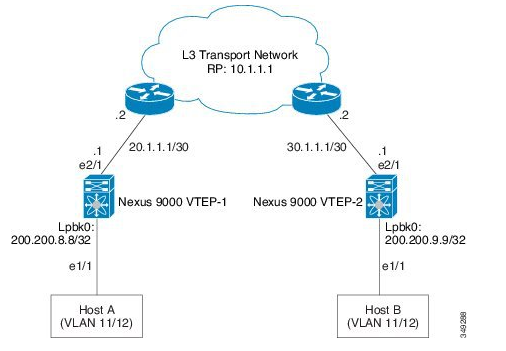 L3 Transport Network
RP: 10.1.1.1
.2
.2
20.1.1.1/30
30.1.1.1/30
.1
e2/1
.1
e2/1
Nexus 9000 VTEP-1
Nexus 9000 VTEP-2
Lpbk0:
200.200.8.8/32
Lpbk0:
200.200.9.9/32
e1/1
e1/1
Host A
(VLAN 11/12)
Host B
(VLAN 11/12)
349288